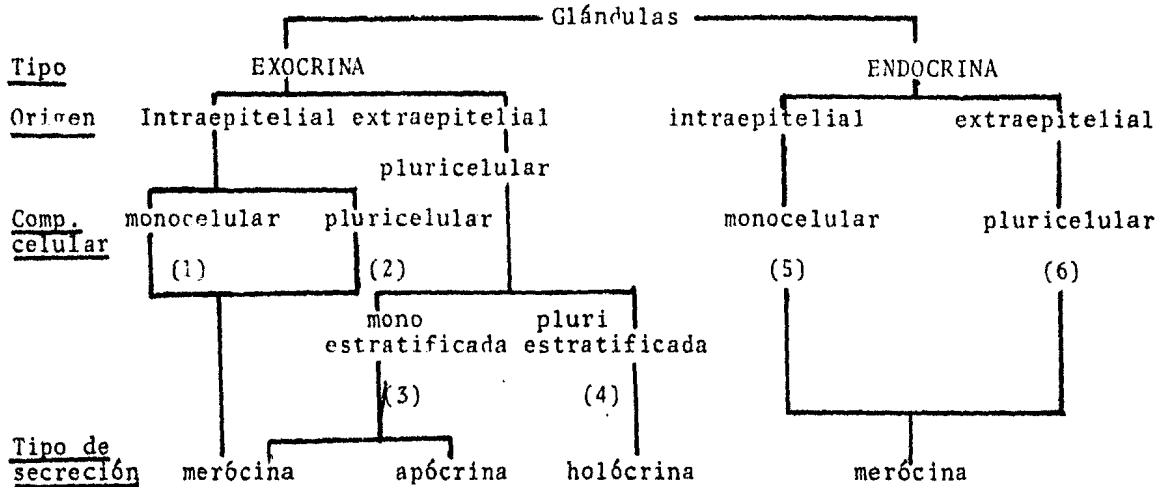 Glándulas
Tipo EXOCRINA ENDOCRINA
Origen Intraepitelial extraepitelial intraepitelial extraepitelial
pluricelular
Comp. monocelular pluricelular monocelular pluricelular
celular
(1) (2) (5) (6)
mono pluri
estratificada estratificada
(3) (4)
Tipo de
secreción merócina apócrina holócrina merócina